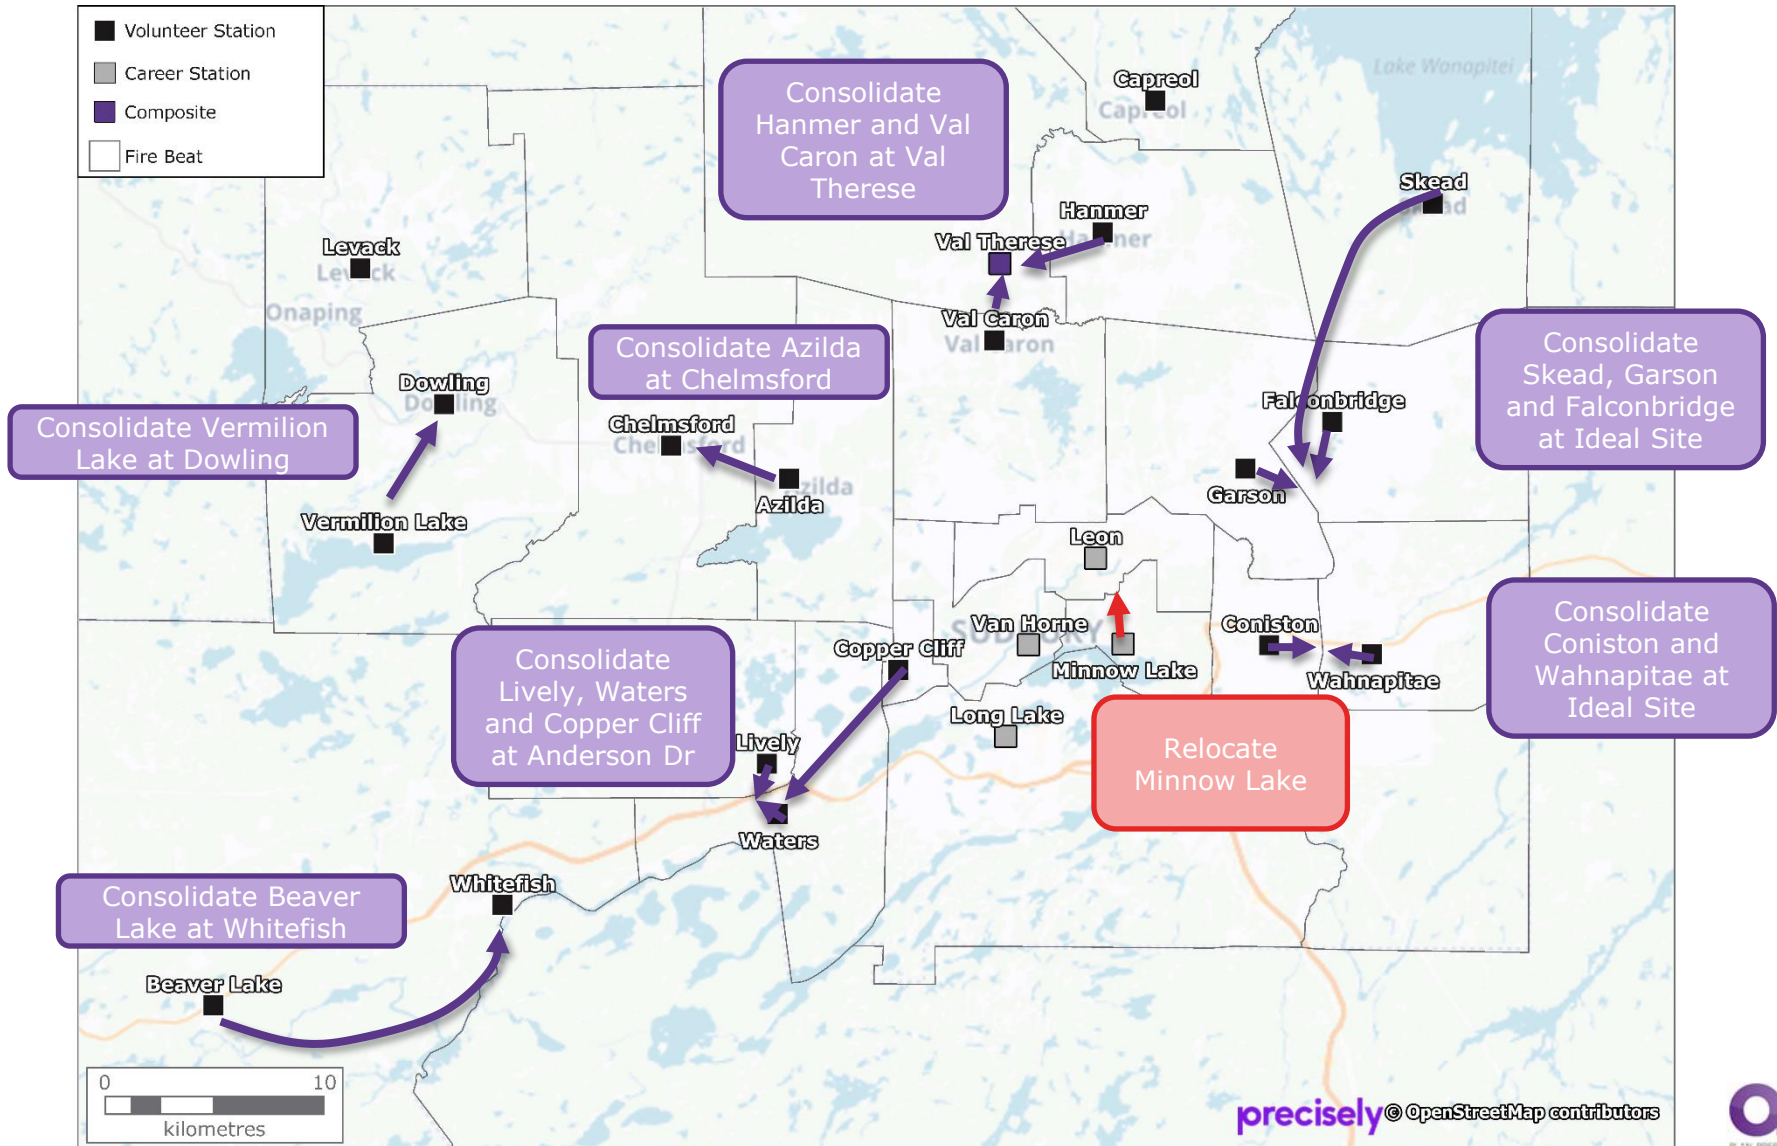 Volunteer Station
Career Station
Composite
Fire Beat
Consolidate
Hanmer and Val
Caron at Val
Therese
Capreol
Capreol
Lake Wanapitei
Skead
Skead
Hanmer
Hanmer
Val Therese
Levack
Levack
Onaping
Val Caron
Val Caron
Consolidate Azilda
at Chelmsford
Consolidate
Skead, Garson
and Falconbridge
at Ideal Site
Dowling
Dowling
Falconbridge
Consolidate Vermilion
Lake at Dowling
Chelmsford
Chelmsford
Garson
Azilda
Azilda
Vermilion Lake
Leon
Consolidate
Coniston and
Wahnapitae at
Ideal Site
Van Horne
SUDBURY
Coniston
Minnow Lake
Wahnapitae
Copper Cliff
Consolidate
Lively, Waters
and Copper Cliff
at Anderson Dr
Long Lake
Lively
Relocate
Minnow Lake
Waters
Whitefish
Consolidate Beaver
Lake at Whitefish
Beaver Lake
0 10
kilometres
precisely © OpenStreetMap contributors